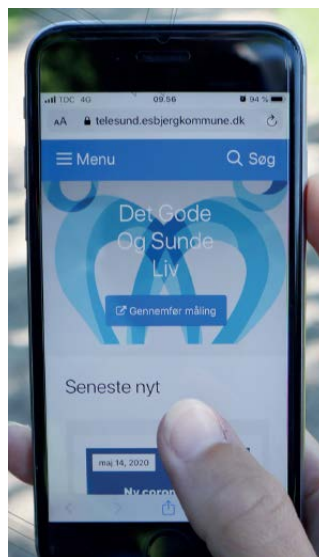 TDC 4G 09.56 94 %
AA telesund.esbjergkommune.dk
Menu Søg
Det Gode
Og Sunde
Liv
Gennemfør måling
Seneste nyt
maj 14, 2020
Ny